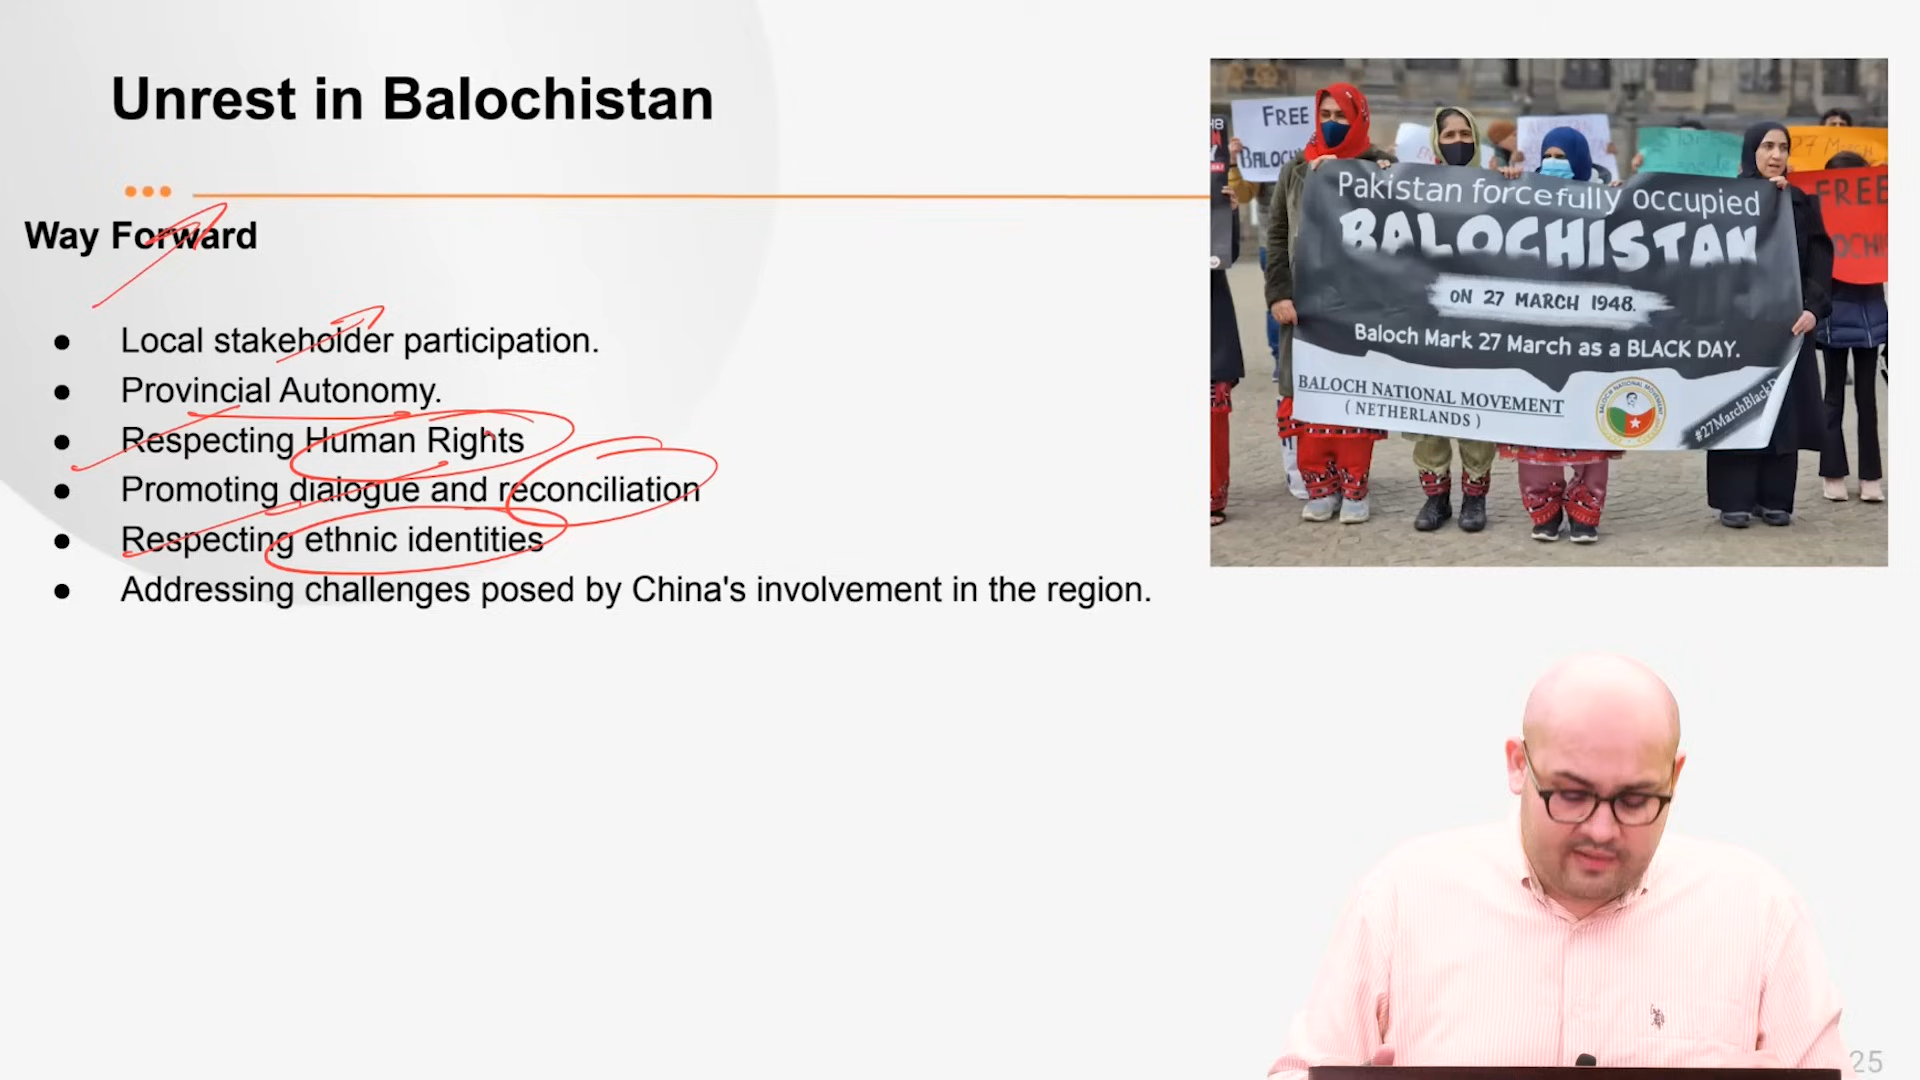 Unrest in Balochistan
Way Forward
● Local stakeholder participation.
● Provincial Autonomy.
● Respecting Human Rights
● Promoting dialogue and reconciliation
● Respecting ethnic identities
● Addressing challenges posed by China's involvement in the region.
FREE
BALOCH
27 MARCH
FREE
Pakistan forcefully occupied
BALOCHISTAN
ON 27 MARCH 1948.
Baloch Mark 27 March as a BLACK DAY.
BALOCH NATIONAL MOVEMENT
( NETHERLANDS )
#27MarchBlackD
25